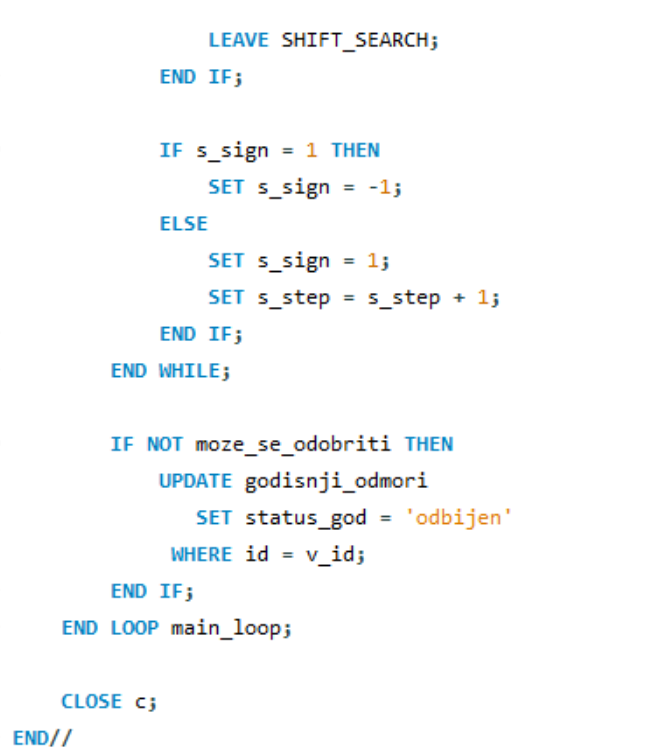 LEAVE SHIFT_SEARCH;
END IF;
IF s_sign = 1 THEN
SET s_sign = -1;
ELSE
SET s_sign = 1;
SET s_step = s_step + 1;
END IF;
END WHILE;
IF NOT moze_se_odobriti THEN
UPDATE godisnji_odmori
SET status_god = 'odbijen'
WHERE id = v_id;
END IF;
END LOOP main_loop;
CLOSE c;
END//